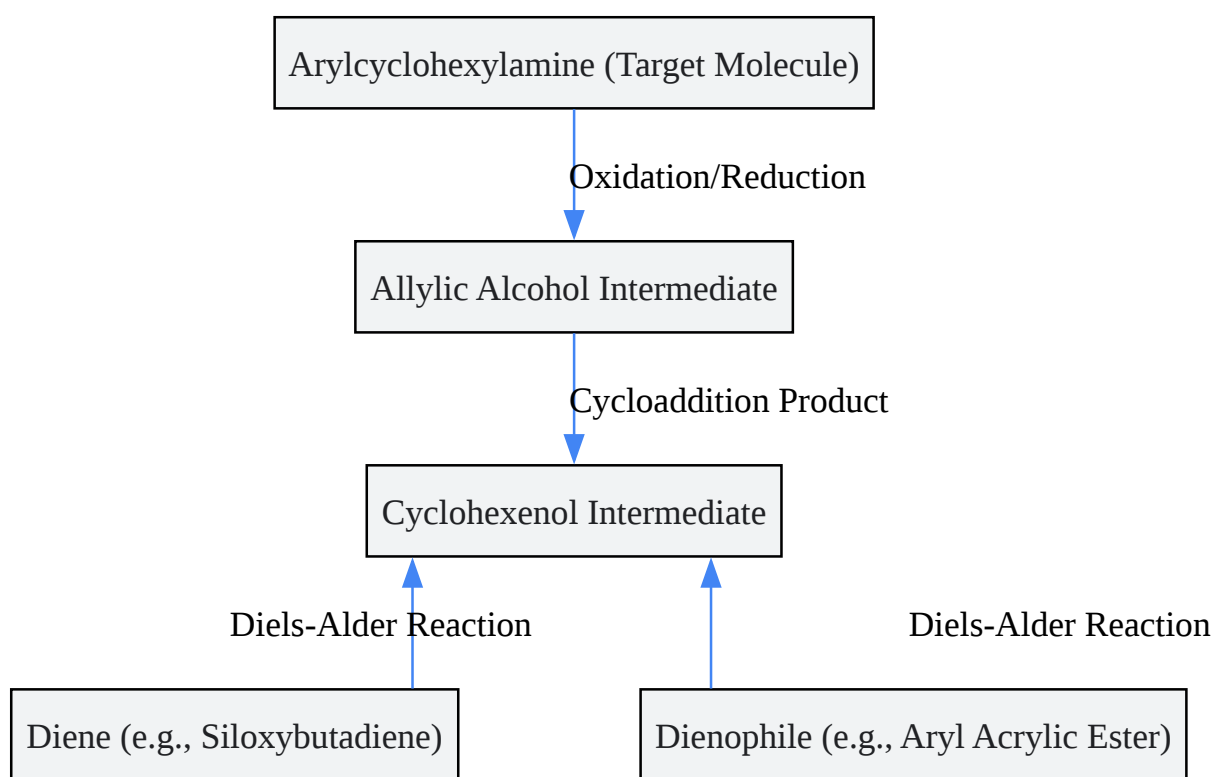 Arylcyclohexylamine (Target Molecule)
Oxidation/Reduction
Allylic Alcohol Intermediate
Cycloaddition Product
Cyclohexenol Intermediate
Diels-Alder Reaction
Diels-Alder Reaction
Diene (e.g., Siloxybutadiene)
Dienophile (e.g., Aryl Acrylic Ester)